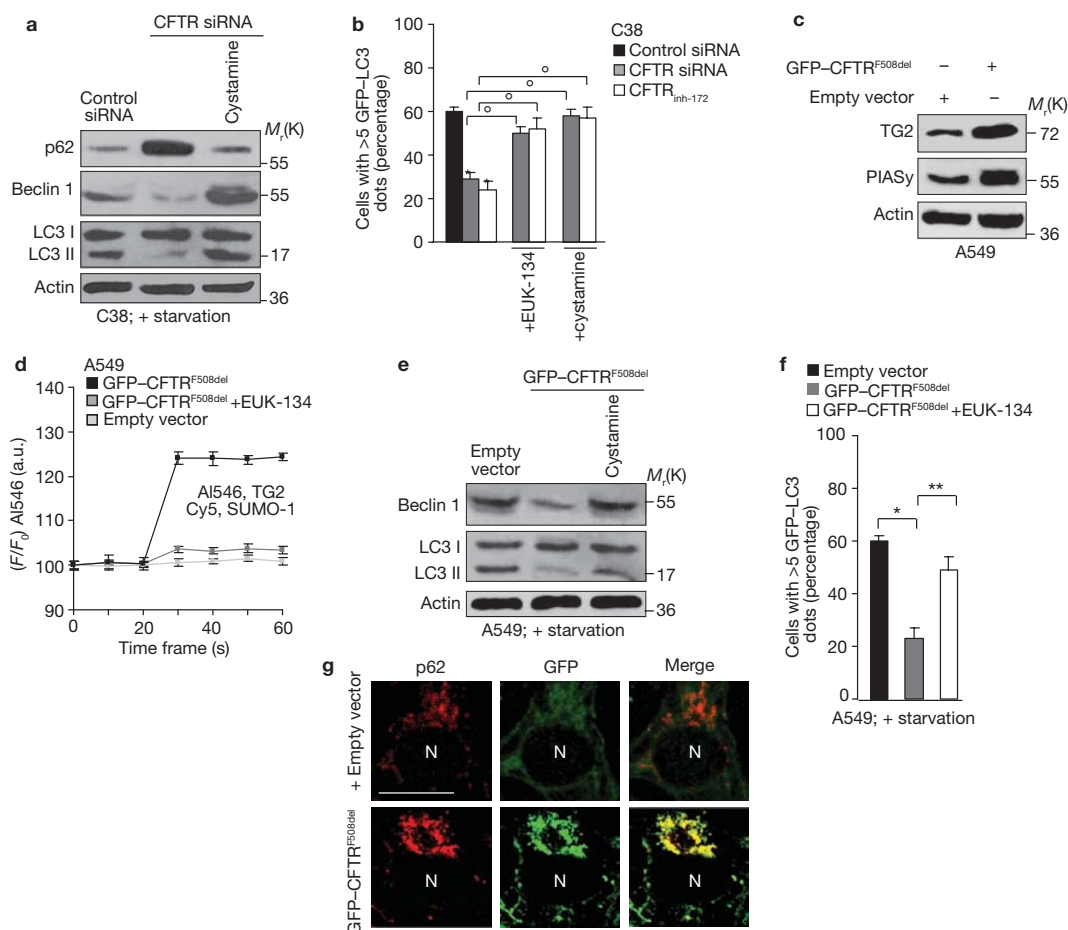 a
CFTR siRNA
Control
siRNA
Cystamine
Mr(K)
p62
55
Beclin 1
55
LC3 I
LC3 II
17
Actin
36
C38; + starvation
b
C38
Control siRNA
CFTR siRNA
CFTRinh-172
Cells with >5 GFP–LC3
dots (percentage)
100
80
60
40
20
0
* *
+EUK-134
+cystamine
c
GFP–CFTRF508del – +
Empty vector + –
Mr(K)
TG2
72
PIASy
55
Actin
36
A549
d
A549
GFP–CFTRF508del
GFP–CFTRF508del +EUK-134
Empty vector
(F/F0) Al546 (a.u.)
140
125
120
100
90
Al546, TG2
Cy5, SUMO-1
0 20 40 60
Time frame (s)
e
GFP–CFTRF508del
Empty
vector
Cystamine
Mr(K)
Beclin 1
55
LC3 I
LC3 II
17
Actin
36
A549; + starvation
f
Empty vector
GFP–CFTRF508del
GFP–CFTRF508del +EUK-134
Cells with >5 GFP–LC3
dots (percentage)
100
80
60
40
20
0
*
**
A549; + starvation
g
p62 GFP Merge
+ Empty vector
N N N
GFP–CFTRF508del
N N N